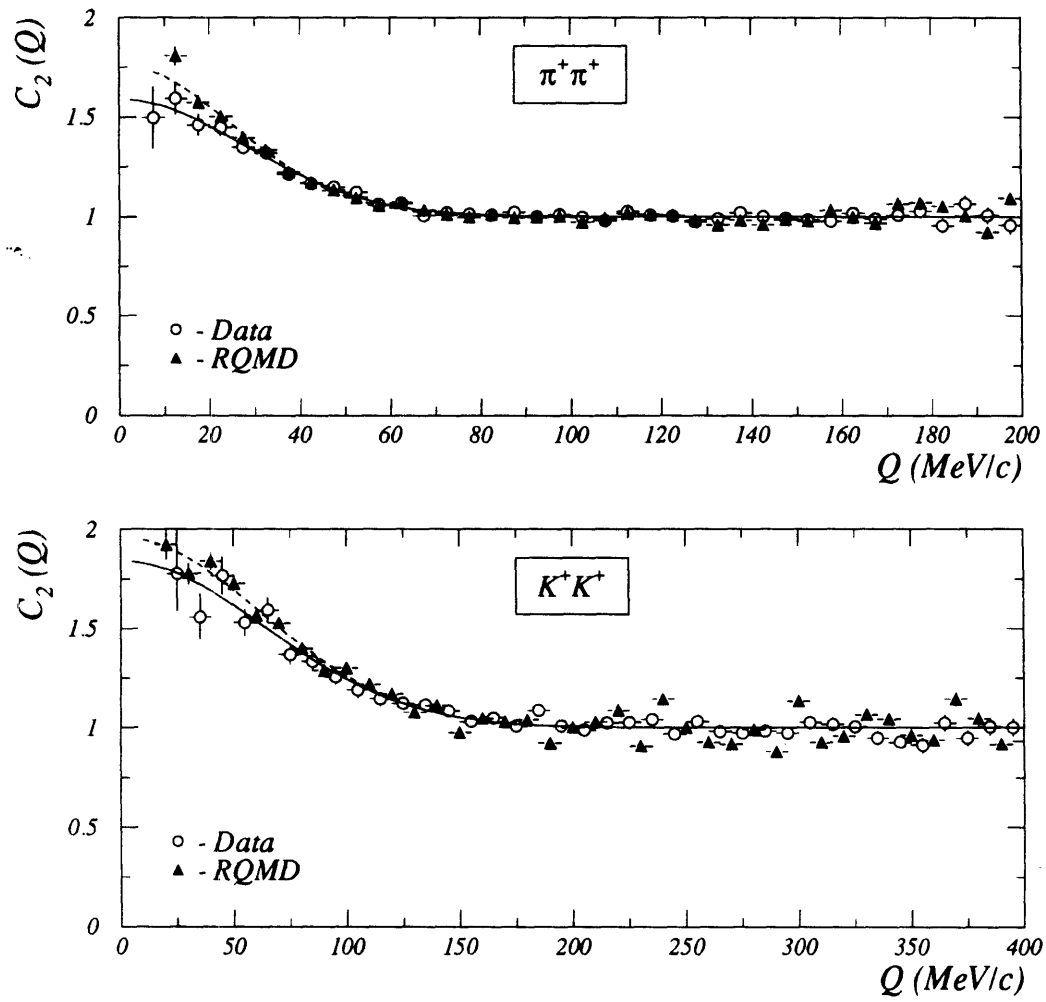 C₂ (Q)
2
1.5
1
0.5
0
π⁺π⁺
○ - Data
▲ - RQMD
0 20 40 60 80 100 120 140 160 180 200
Q (MeV/c)
C₂ (Q)
2
1.5
1
0.5
0
K⁺K⁺
○ - Data
▲ - RQMD
0 50 100 150 200 250 300 350 400
Q (MeV/c)